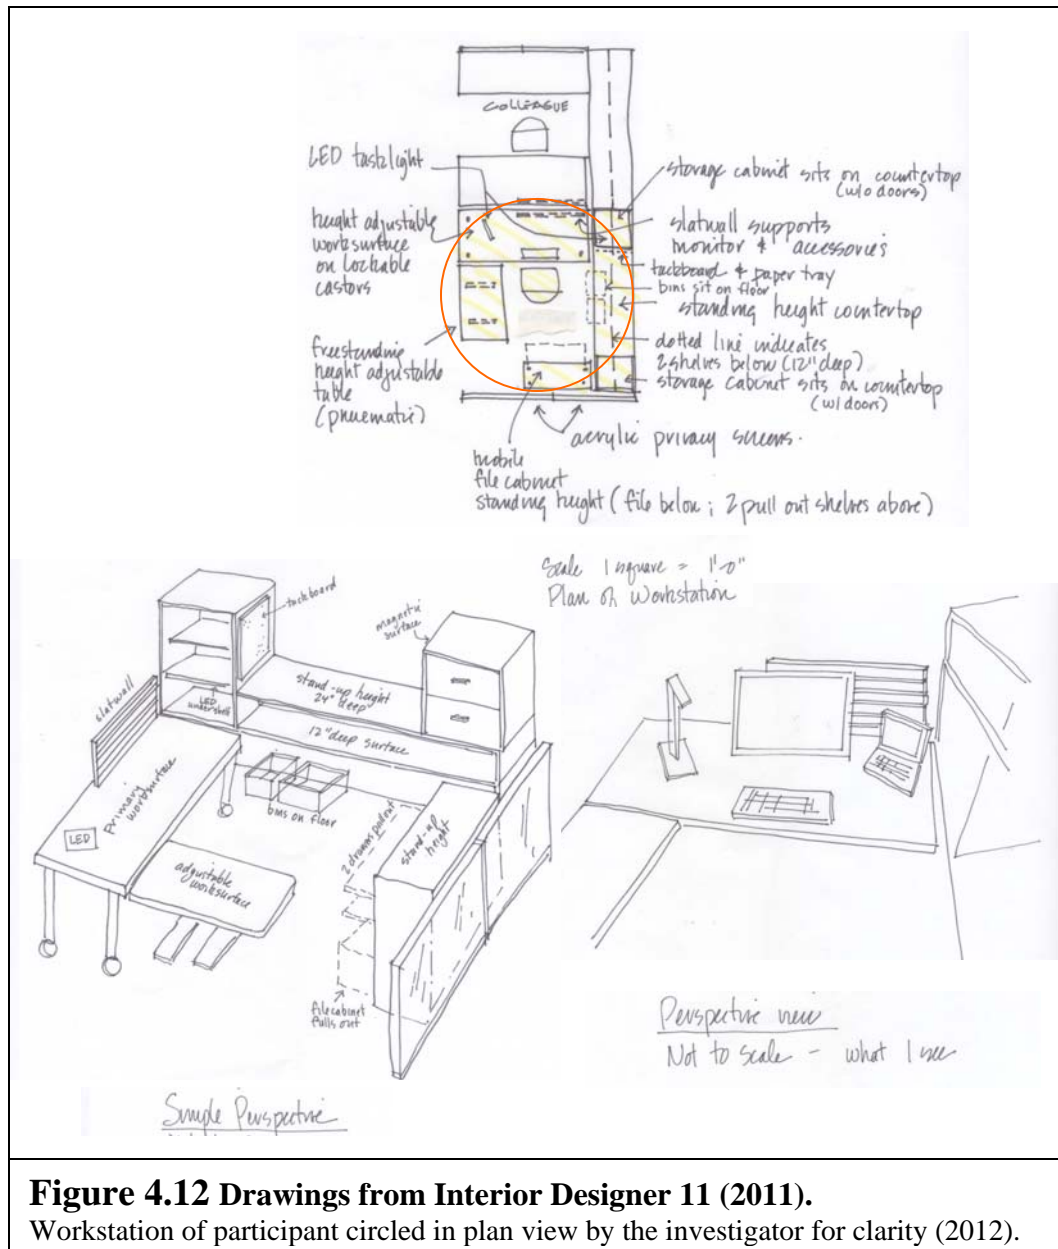 COLLEAGUE
LED tasklight
height adjustable
worksurface
on lockable
castors
freestanding
height adjustable
table
(pnuematic)
storage cabinet sits on countertop
(w/o doors)
slatwall supports
monitor & accessories
tackboard & paper tray
bins sit on floor
standing height countertop
dotted line indicates
2 shelves below (12" deep)
storage cabinet sits on countertop
(w/ doors)
acrylic privacy screens.
mobile
file cabinet
standing height (file below; 2 pull out shelves above)
Scale 1 square = 1'-0"
Plan of Workstation
tackboard
magnetic
surface
slatwall
LED
undershelf
stand-up height
24" deep
12" deep surface
primary worksurface
LED
bins on floor
adjustable
worksurface
2 drawers pull out
stand-up
height
file cabinet
pulls out
Simple Perspective
Perspective view
Not to scale - what I see
Figure 4.12 Drawings from Interior Designer 11 (2011).
Workstation of participant circled in plan view by the investigator for clarity (2012).